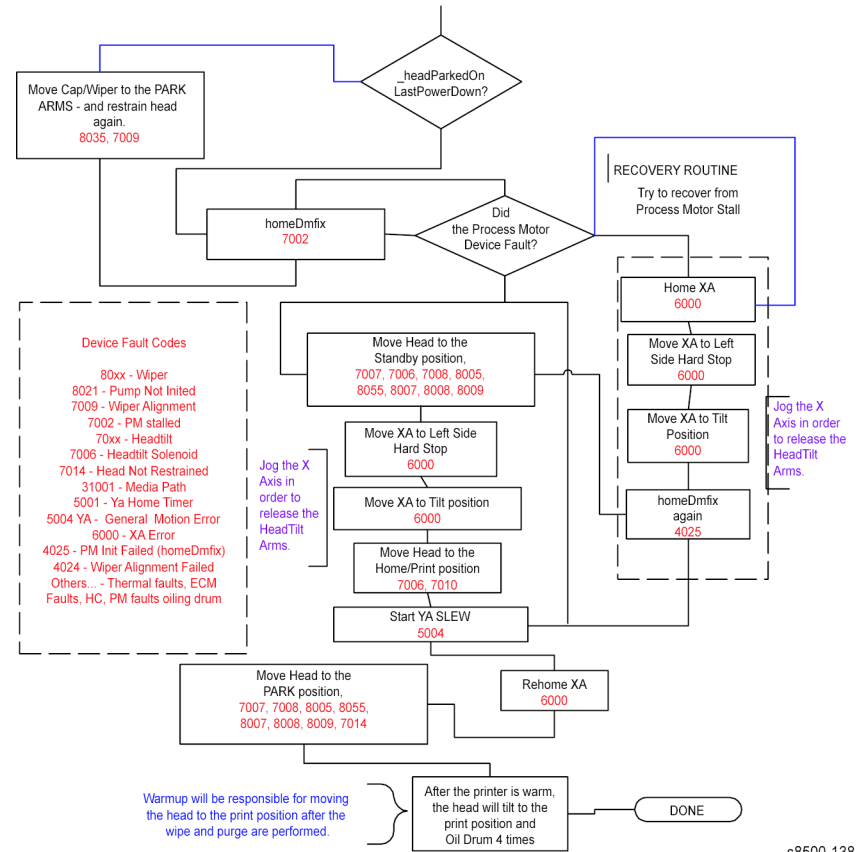 _headParkedOn
LastPowerDown?
Move Cap/Wiper to the PARK
ARMS - and restrain head
again.
8035, 7009
RECOVERY ROUTINE
Try to recover from
Process Motor Stall
homeDmfix
7002
Did
the Process Motor
Device Fault?
Home XA
6000
Move XA to Left
Side Hard Stop
6000
Move XA to Tilt
Position
6000
homeDmfix
again
4025
Jog the X
Axis in order
to release the
HeadTilt
Arms.
Device Fault Codes
80xx - Wiper
8021 - Pump Not Inited
7009 - Wiper Alignment
7002 - PM stalled
70xx - Headtilt
7006 - Headtilt Solenoid
7014 - Head Not Restrained
31001 - Media Path
5001 - Ya Home Timer
5004 YA - General Motion Error
6000 - XA Error
4025 - PM Init Failed (homeDmfix)
4024 - Wiper Alignment Failed
Others... - Thermal faults, ECM
Faults, HC, PM faults oiling drum
Move Head to the
Standby position,
7007, 7006, 7008, 8005,
8055, 8007, 8008, 8009
Move XA to Left Side
Hard Stop
6000
Jog the X
Axis in
order to
release the
HeadTilt
Arms.
Move XA to Tilt position
6000
Move Head to the
Home/Print position
7006, 7010
Start YA SLEW
5004
Rehome XA
6000
Move Head to the
PARK position,
7007, 7008, 8005, 8055,
8007, 8008, 8009, 7014
Warmup will be responsible for moving
the head to the print position after the
wipe and purge are performed.
After the printer is warm,
the head will tilt to the
print position and
Oil Drum 4 times
DONE
s8500-138